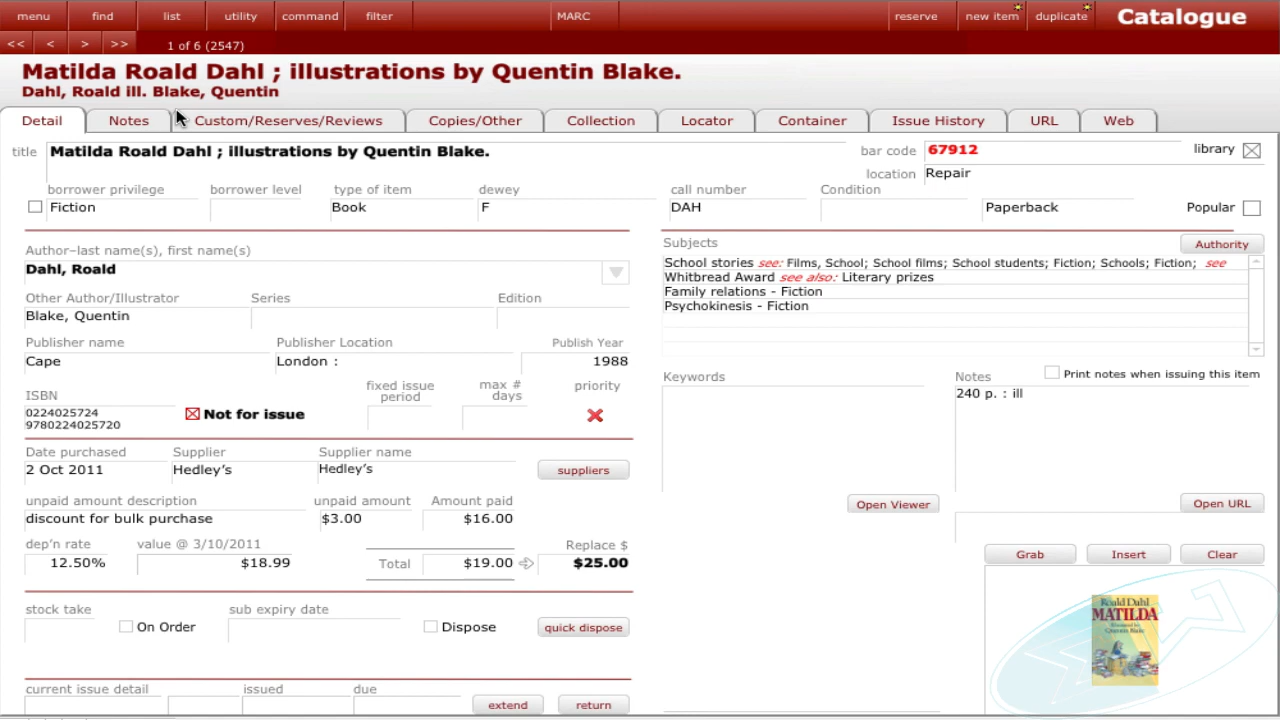 menu find list utility command filter MARC reserve new item duplicate Catalogue
<< < > >> 1 of 6 (2547)
Matilda Roald Dahl ; illustrations by Quentin Blake.
Dahl, Roald ill. Blake, Quentin
Detail Notes Custom/Reserves/Reviews Copies/Other Collection Locator Container Issue History URL Web
title Matilda Roald Dahl ; illustrations by Quentin Blake. bar code 67912 library
location Repair
borrower privilege borrower level type of item dewey call number Condition
Fiction Book F DAH Paperback Popular
Author-last name(s), first name(s) Subjects Authority
Dahl, Roald
School stories see: Films, School; School films; School students; Fiction; Schools; Fiction; see
Whitbread Award see also: Literary prizes
Family relations - Fiction
Psychokinesis - Fiction
Other Author/Illustrator Series Edition
Blake, Quentin
Publisher name Publisher Location Publish Year
Cape London : 1988
Keywords Notes Print notes when issuing this item
240 p. : ill
ISBN fixed issue period max # days priority
0224025724
9780224025720
Not for issue
Date purchased Supplier Supplier name
2 Oct 2011 Hedley's Hedley's suppliers
unpaid amount description unpaid amount Amount paid
discount for bulk purchase $3.00 $16.00
Open Viewer Open URL
dep'n rate value @ 3/10/2011 Replace $
12.50% $18.99 Total $19.00 $25.00
Grab Insert Clear
stock take sub expiry date
On Order Dispose quick dispose
Roald Dahl
MATILDA
Quentin Blake
current issue detail issued due
extend return